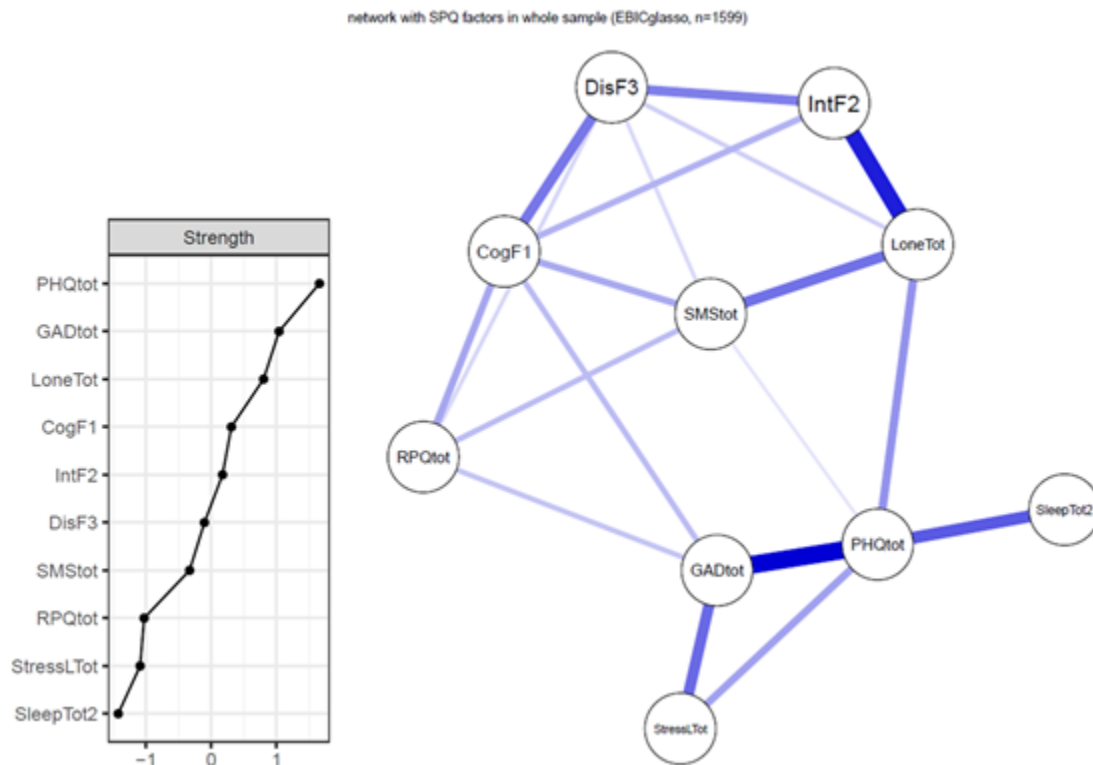 network with SPQ factors in whole sample (EBICglasso, n=1599)
DisF3
IntF2
Strength
CogF1
LoneTot
PHQtot
SMStot
GADtot
LoneTot
CogF1
IntF2
RPQtot
DisF3
SleepTot2
SMStot
PHQtot
GADtot
RPQtot
StressLTot
StressLTot
SleepTot2
−1 0 1